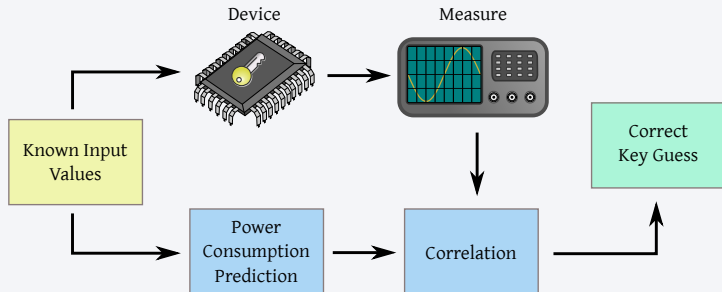 Device
Measure
Known Input
Values
Correct
Key Guess
Power
Consumption
Prediction
Correlation